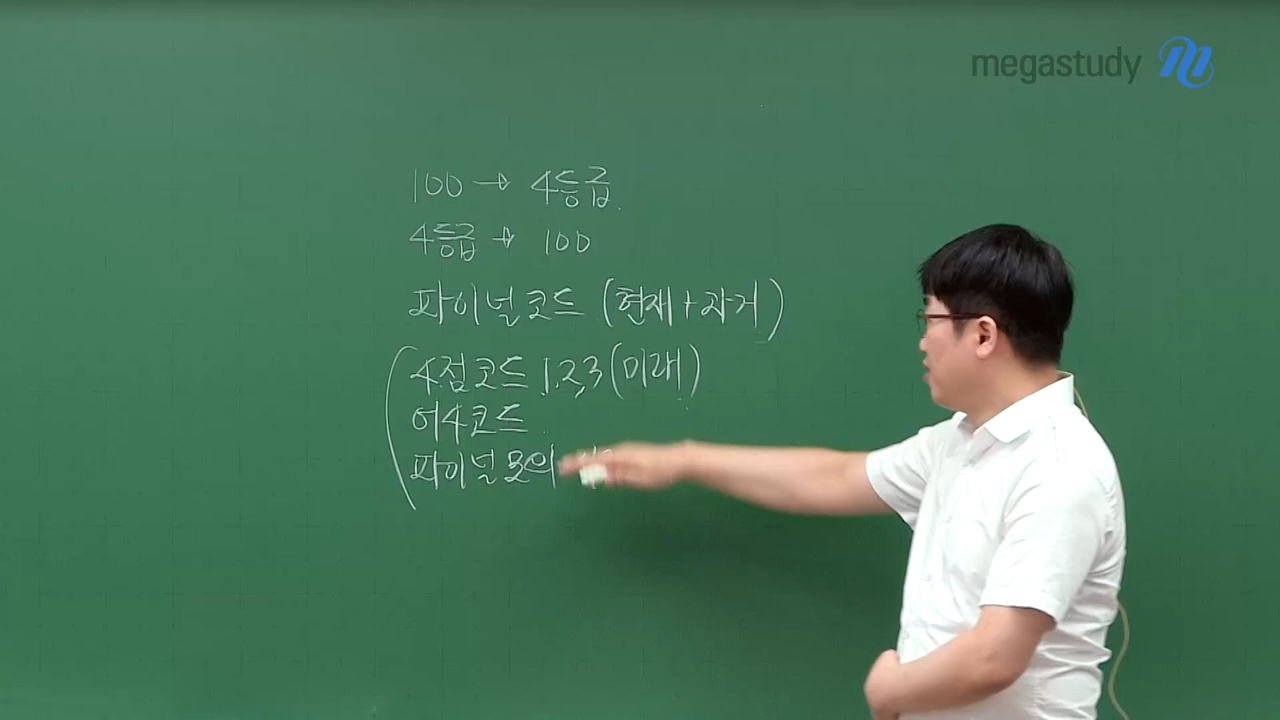 megastudy
100 → 4등급.
4등급 → 100
파이널코드 (현재+과거)
4점코드 1,2,3 (미래)
어4코드
파이널 모의